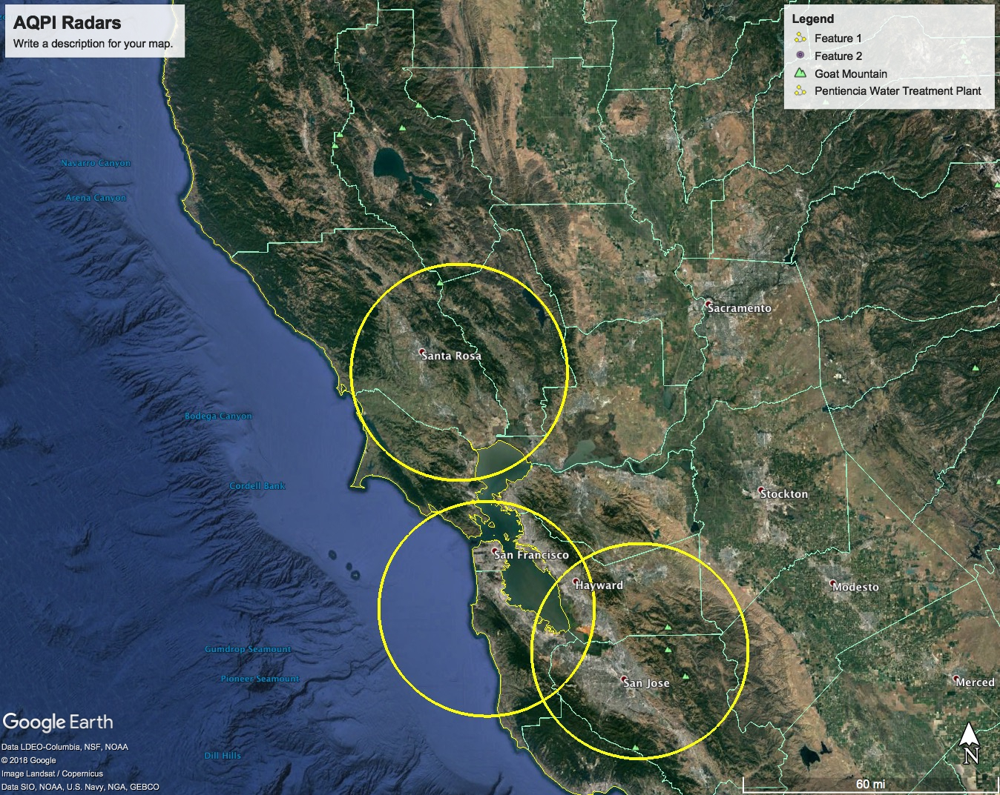 AQPI Radars
Write a description for your map.
Legend
Feature 1
Feature 2
Goat Mountain
Pentiencia Water Treatment Plant
Navarro Canyon
Arena Canyon
Sacramento
Santa Rosa
Bodega Canyon
Cordell Bank
Stockton
San Francisco
Hayward
Modesto
Gumdrop Seamount
Pioneer Seamount
San Jose
Merced
Google Earth
Data LDEO-Columbia, NSF, NOAA
© 2018 Google
Image Landsat / Copernicus
Data SIO, NOAA, U.S. Navy, NGA, GEBCO
Dill Hills
N
60 mi